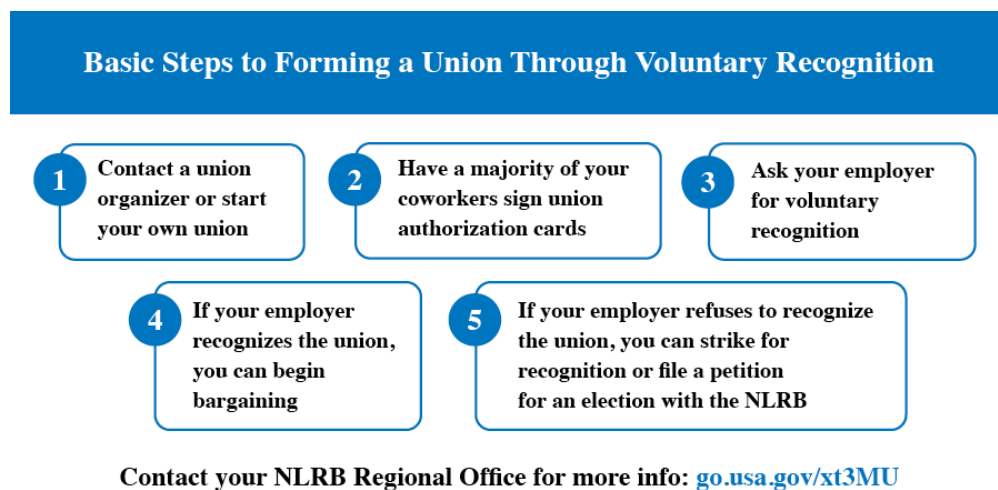 Basic Steps to Forming a Union Through Voluntary Recognition
1
Contact a union
organizer or start
your own union
2
Have a majority of your
coworkers sign union
authorization cards
3
Ask your employer
for voluntary
recognition
4
If your employer
recognizes the union,
you can begin
bargaining
5
If your employer refuses to recognize
the union, you can strike for
recognition or file a petition
for an election with the NLRB
Contact your NLRB Regional Office for more info: go.usa.gov/xt3MU